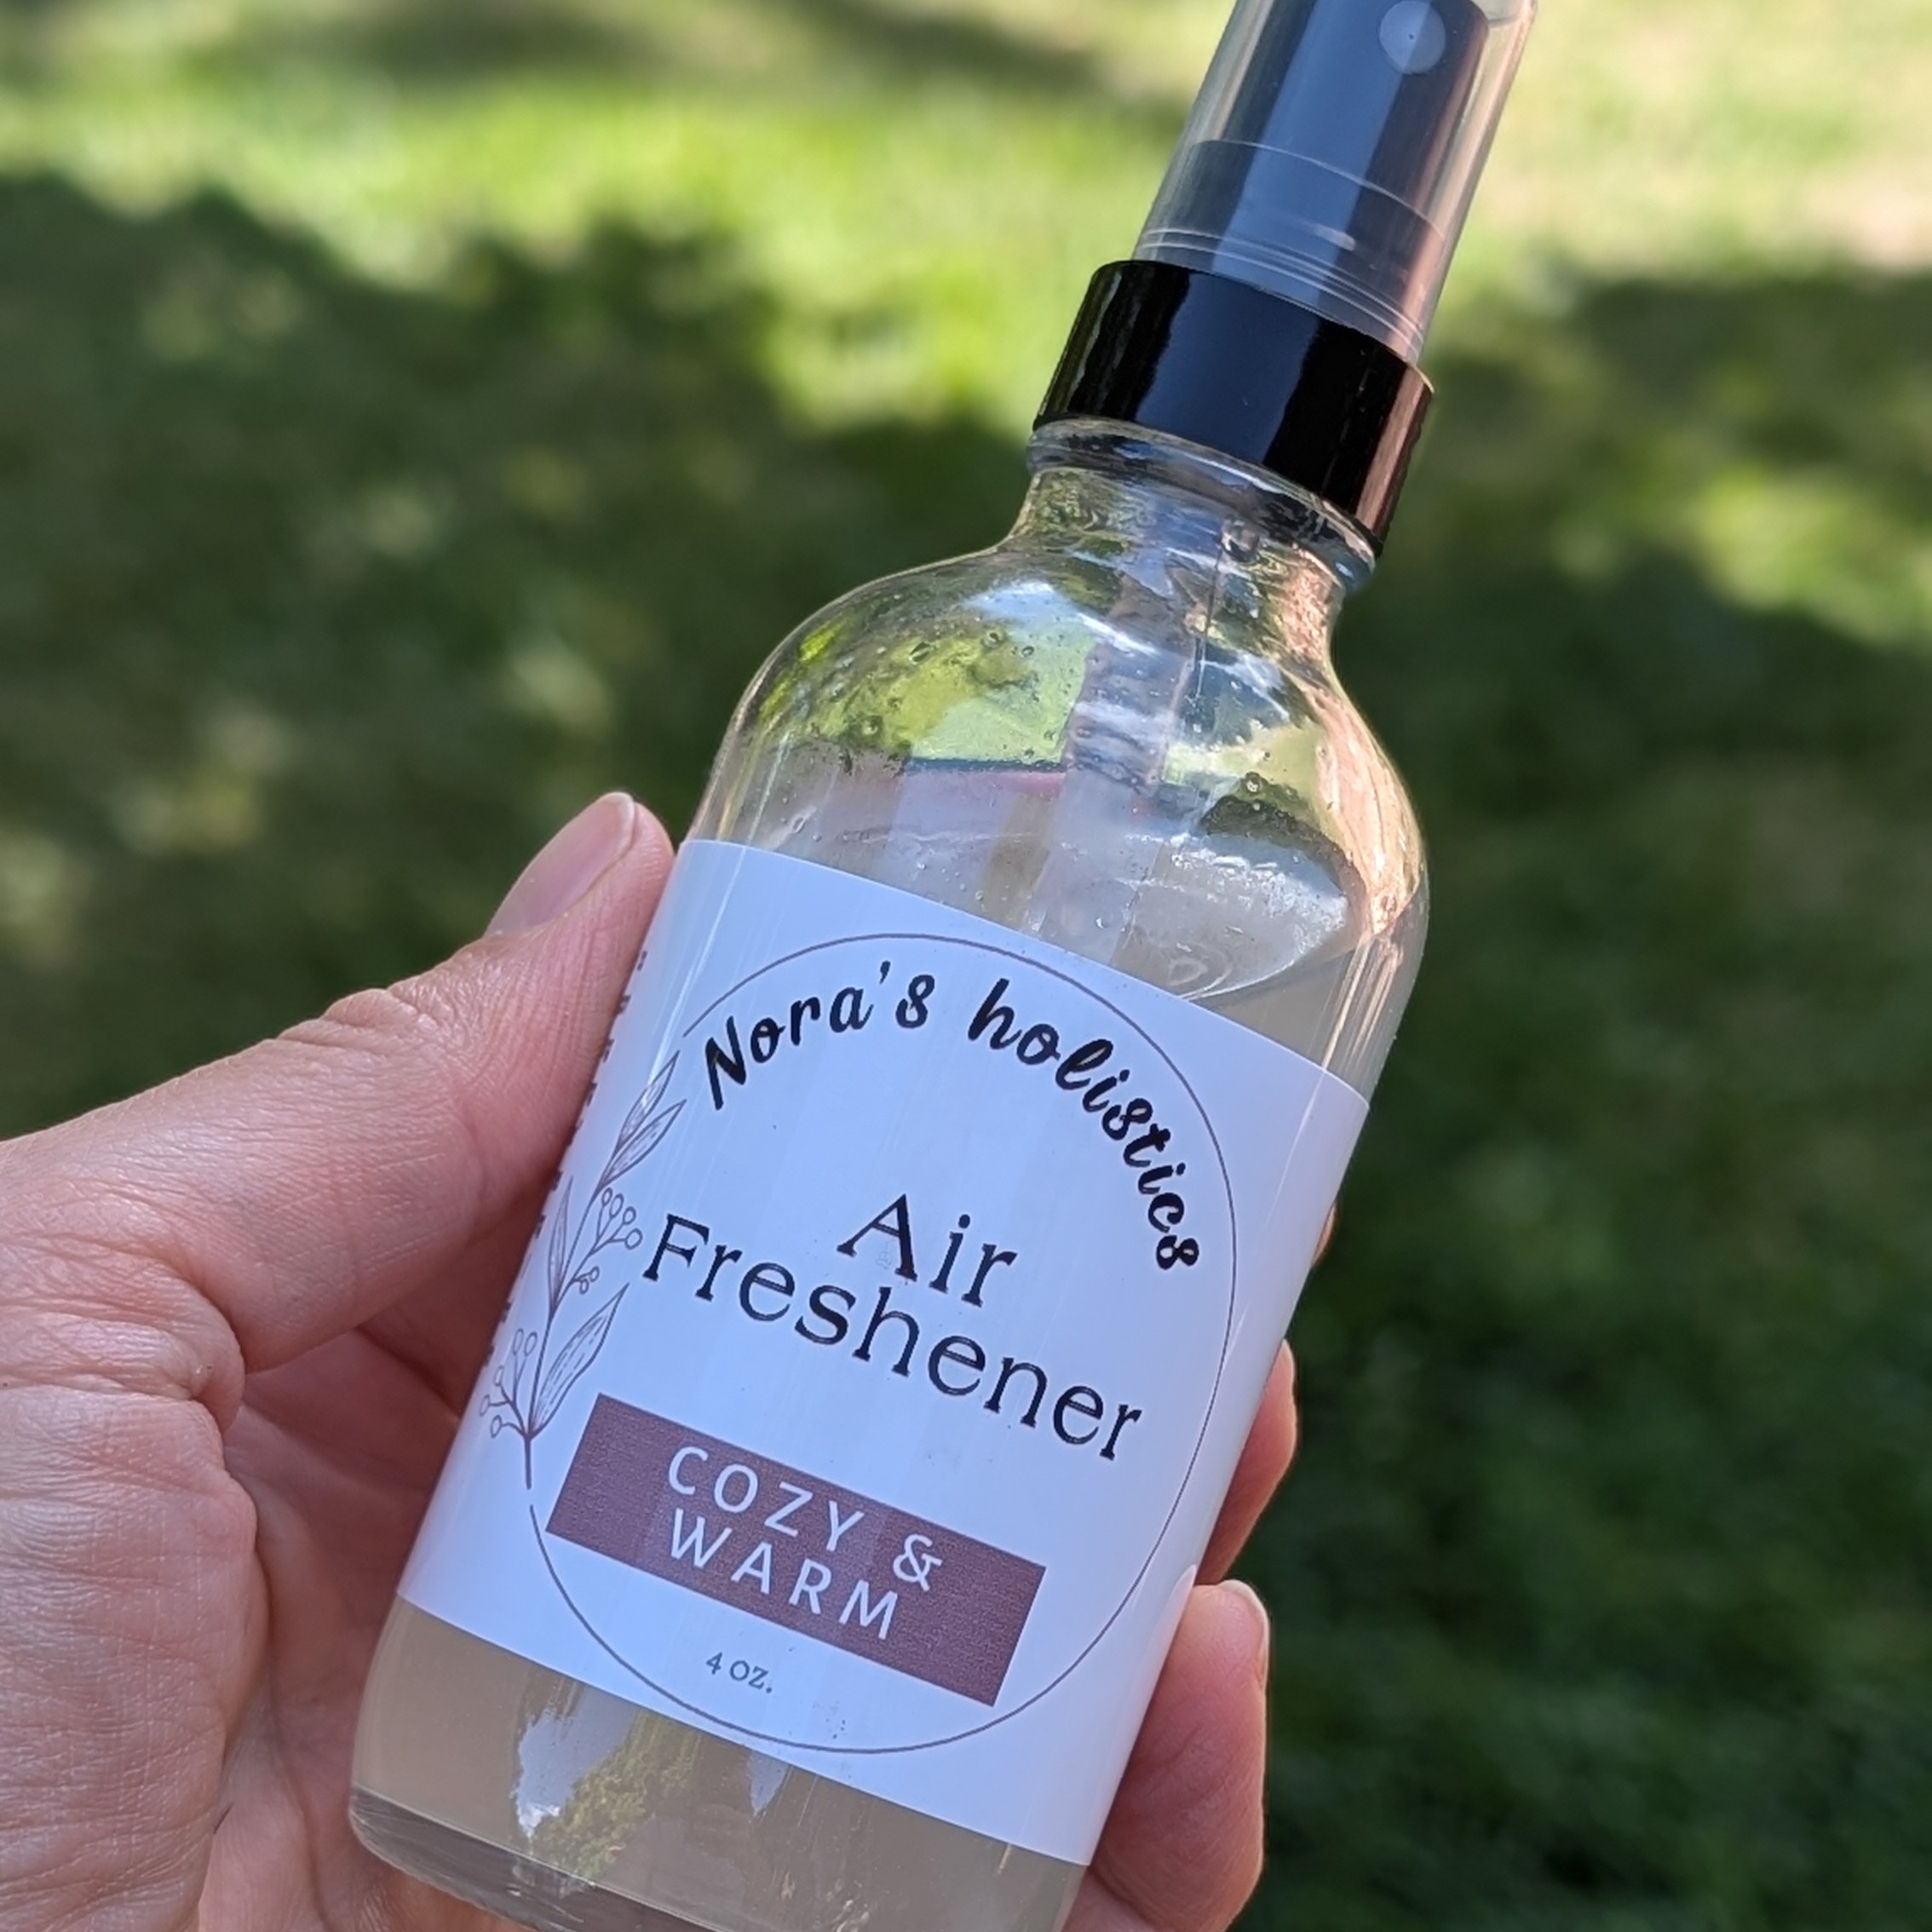 Nora's holistics
Air
Freshener
COZY &
WARM
4 OZ.